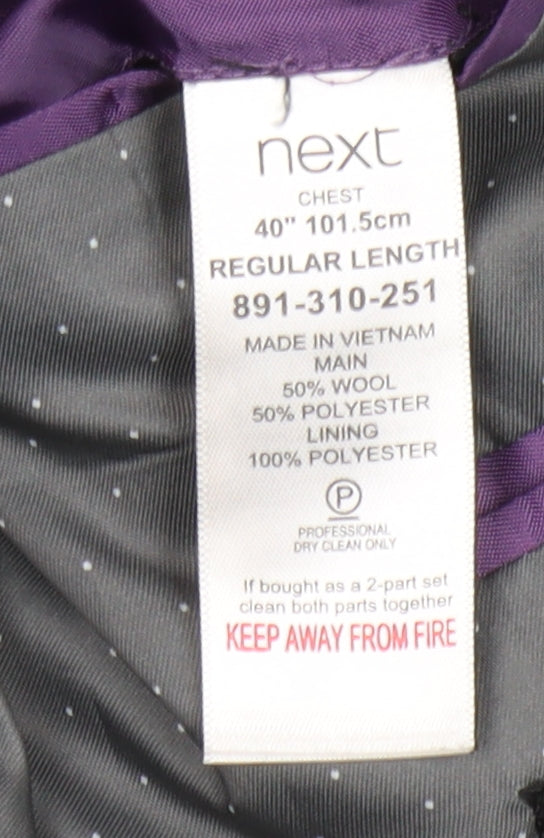 next
CHEST
40" 101.5cm
REGULAR LENGTH
891-310-251
MADE IN VIETNAM
MAIN
50% WOOL
50% POLYESTER
LINING
100% POLYESTER
P
PROFESSIONAL
DRY CLEAN ONLY
If bought as a 2-part set
clean both parts together
KEEP AWAY FROM FIRE